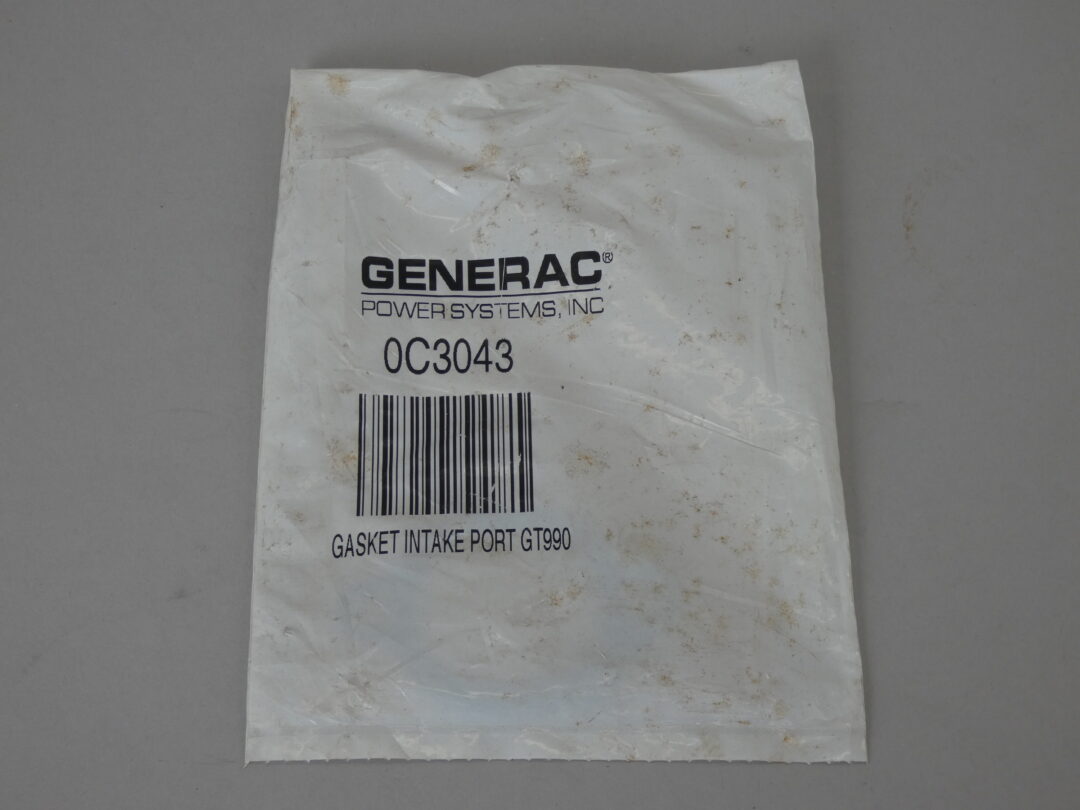 GENERAC®
POWER SYSTEMS, INC
0C3043
GASKET INTAKE PORT GT990